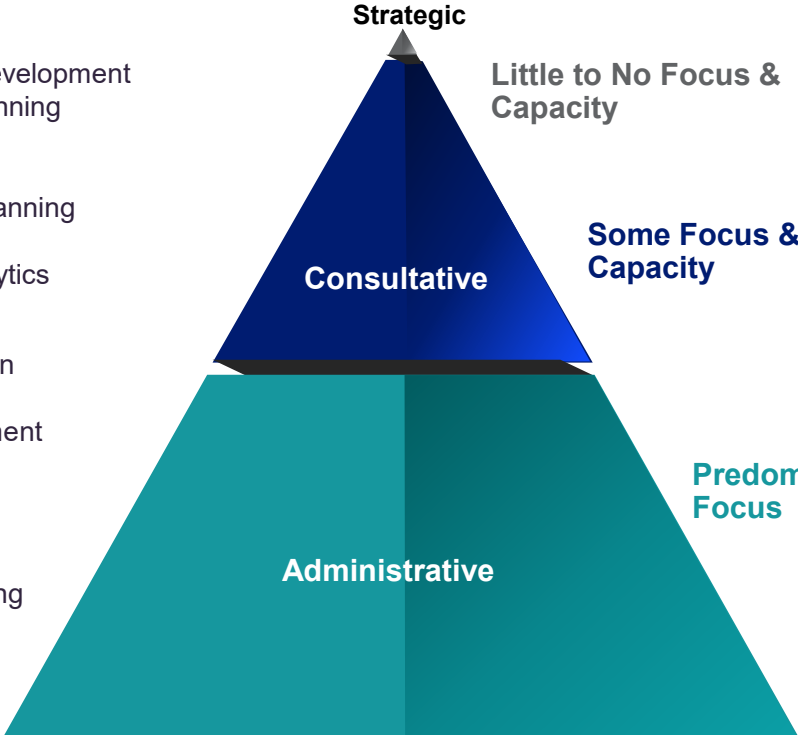 Strategic
evelopment
nning
Little to No Focus &
Capacity
anning
Some Focus &
Capacity
ytics
Consultative
n
ment
Predom
Focus
Administrative
ng